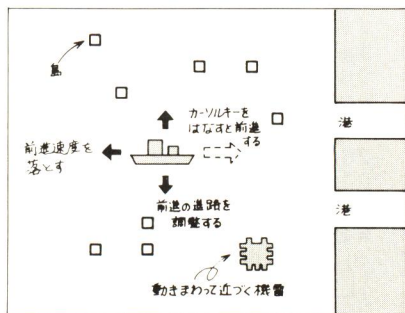 島
カーソルキーを
はなすと前進
する
港
前進速度を
落とす
前進の進路を
調整する
港
動きまわって近づく機雷